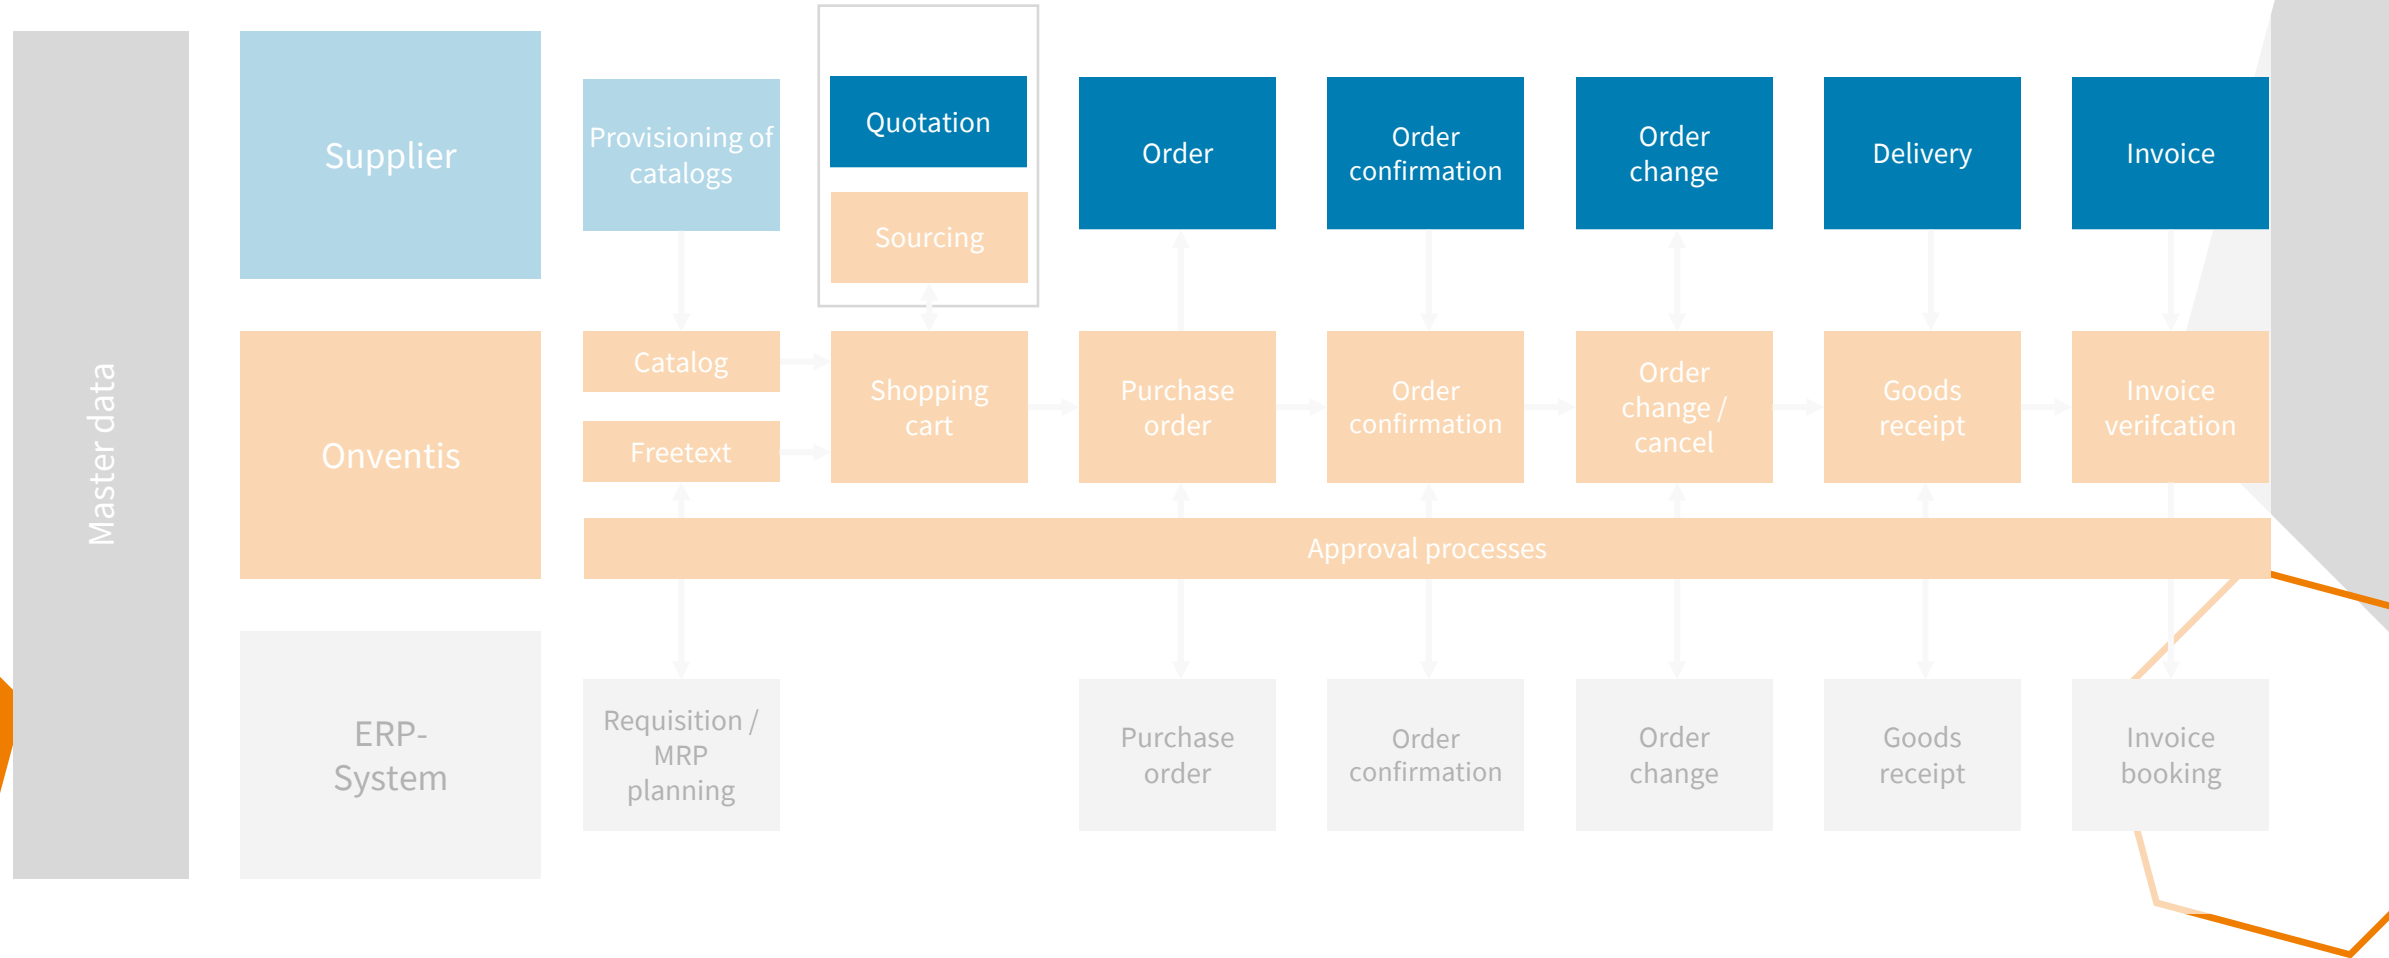 Master data
Supplier
Provisioning of
catalogs
Quotation
Sourcing
Order
Order
confirmation
Order
change
Delivery
Invoice
Onventis
Catalog
Freetext
Shopping
cart
Purchase
order
Order
confirmation
Order
change /
cancel
Goods
receipt
Invoice
verifcation
Approval processes
ERP-
System
Requisition /
MRP
planning
Purchase
order
Order
confirmation
Order
change
Goods
receipt
Invoice
booking